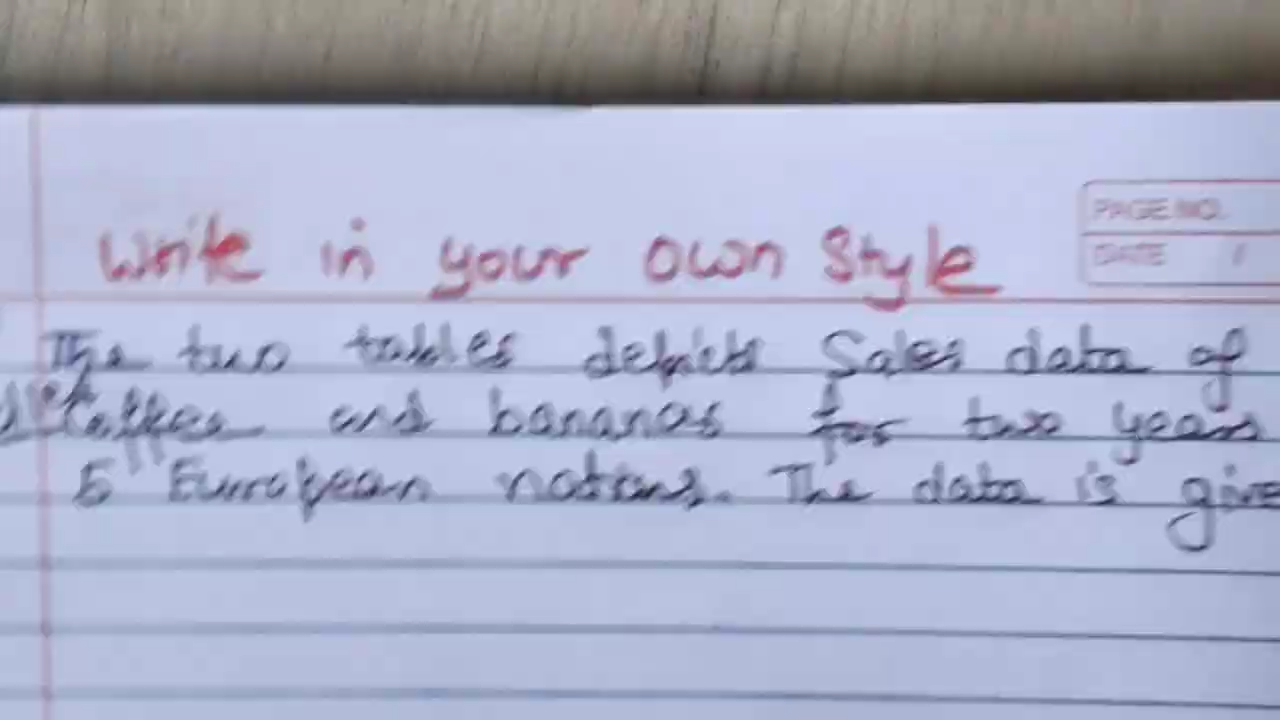 Write in your own Style
PAGE NO.
DATE /
The two tables depicts Sales data of
Coffee and bananas for two years
5 European nations. The data is give